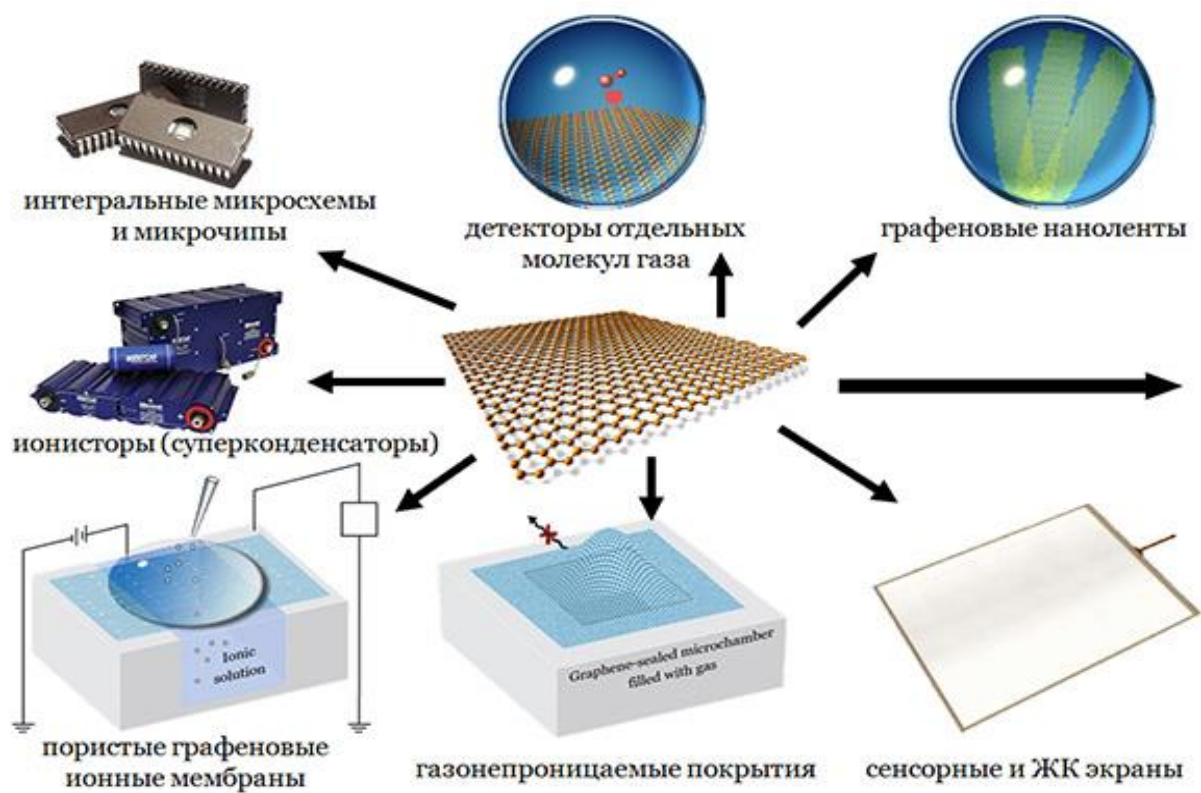 интегральные микросхемы
и микрочипы
детекторы отдельных
молекул газа
графеновые наноленты
ионисторы (суперконденсаторы)
Ionic
solution
пористые графеновые
ионные мембраны
Graphene-sealed microchamber
filled with gas
газонепроницаемые покрытия
сенсорные и ЖК экраны